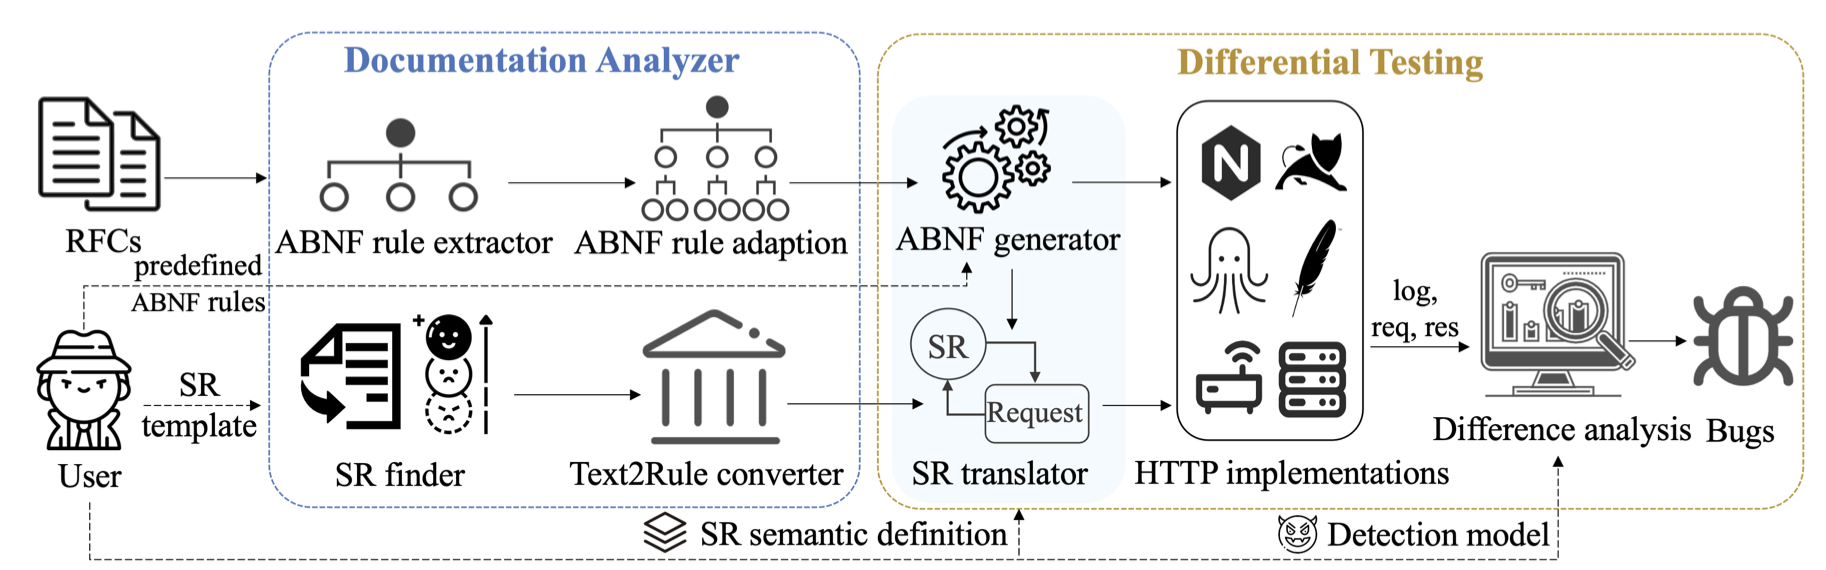 Documentation Analyzer
Differential Testing
RFCs
ABNF rule extractor
ABNF rule adaption
ABNF generator
predefined
ABNF rules
SR
template
User
SR finder
Text2Rule converter
SR
Request
SR translator
N
HTTP implementations
log,
req, res
Difference analysis
Bugs
SR semantic definition
Detection model